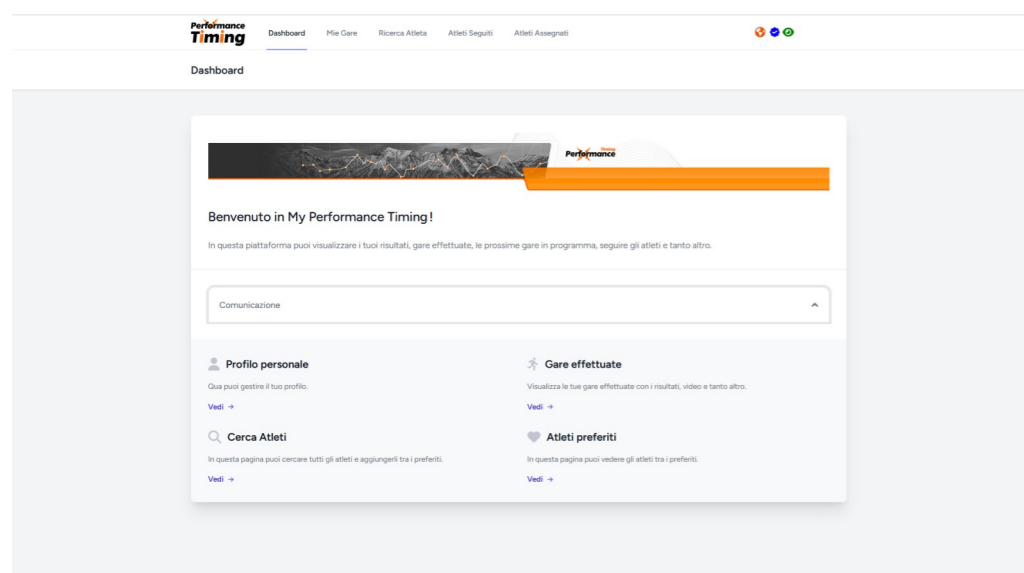 Performance
Timing
Dashboard
Mie Gare
Ricerca Atleta
Atleti Seguiti
Atleti Assegnati
Dashboard
Timing
Performance
Benvenuto in My Performance Timing!
In questa piattaforma puoi visualizzare i tuoi risultati, gare effettuate, le prossime gare in programma, seguire gli atleti e tanto altro.
Comunicazione
Profilo personale
Qua puoi gestire il tuo profilo.
Vedi →
Gare effettuate
Visualizza le tue gare effettuate con i risultati, video e tanto altro.
Vedi →
Cerca Atleti
In questa pagina puoi cercare tutti gli atleti e aggiungerli tra i preferiti.
Vedi →
Atleti preferiti
In questa pagina puoi vedere gli atleti tra i preferiti.
Vedi →